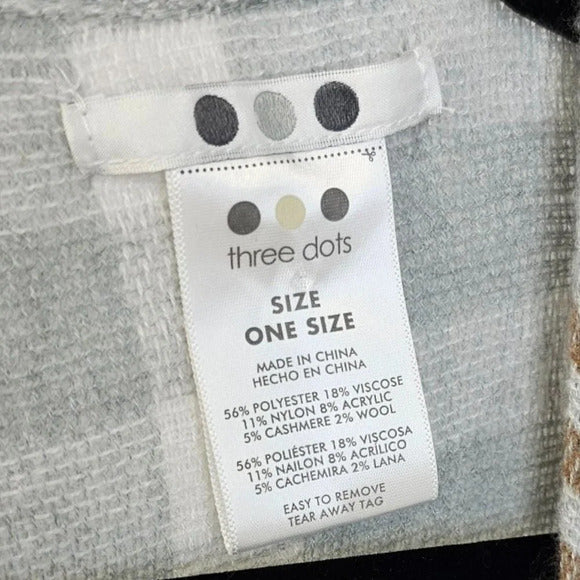 three dots
SIZE
ONE SIZE
MADE IN CHINA
HECHO EN CHINA
56% POLYESTER 18% VISCOSE
11% NYLON 8% ACRYLIC
5% CASHMERE 2% WOOL
56% POLIÉSTER 18% VISCOSA
11% NAILON 8% ACRÍLICO
5% CACHEMIRA 2% LANA
EASY TO REMOVE
TEAR AWAY TAG